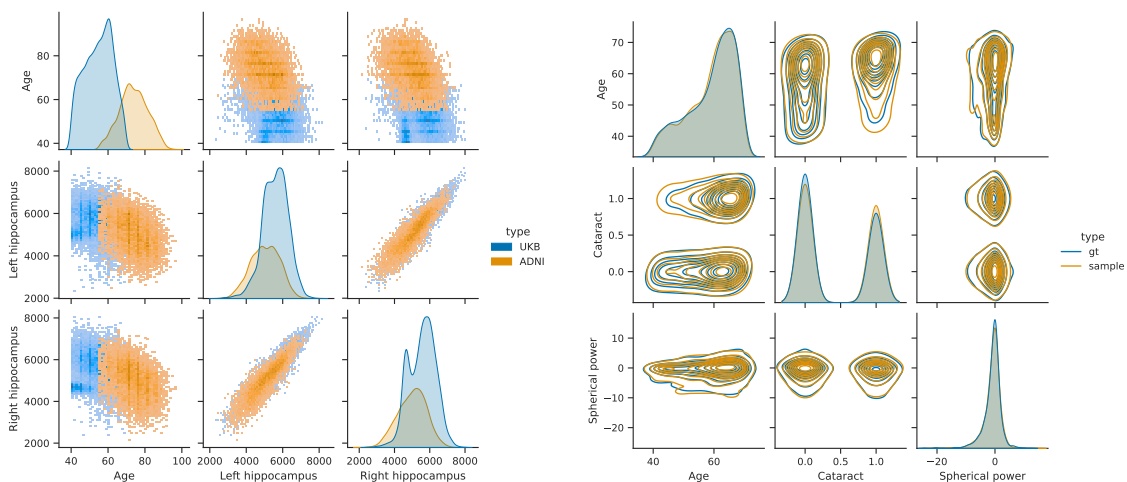 80
60
40
Age
8000
6000
4000
2000
Left hippocampus
8000
6000
4000
2000
Right hippocampus
40 60 80 100
Age
2000 4000 6000 8000
Left hippocampus
2000 4000 6000 8000
Right hippocampus
type
UKB
ADNI
70
60
50
40
Age
1.0
0.5
0.0
Cataract
10
0
−10
−20
Spherical power
40 60
Age
0.0 0.5 1.0
Cataract
−20 0
Spherical power
type
gt
sample